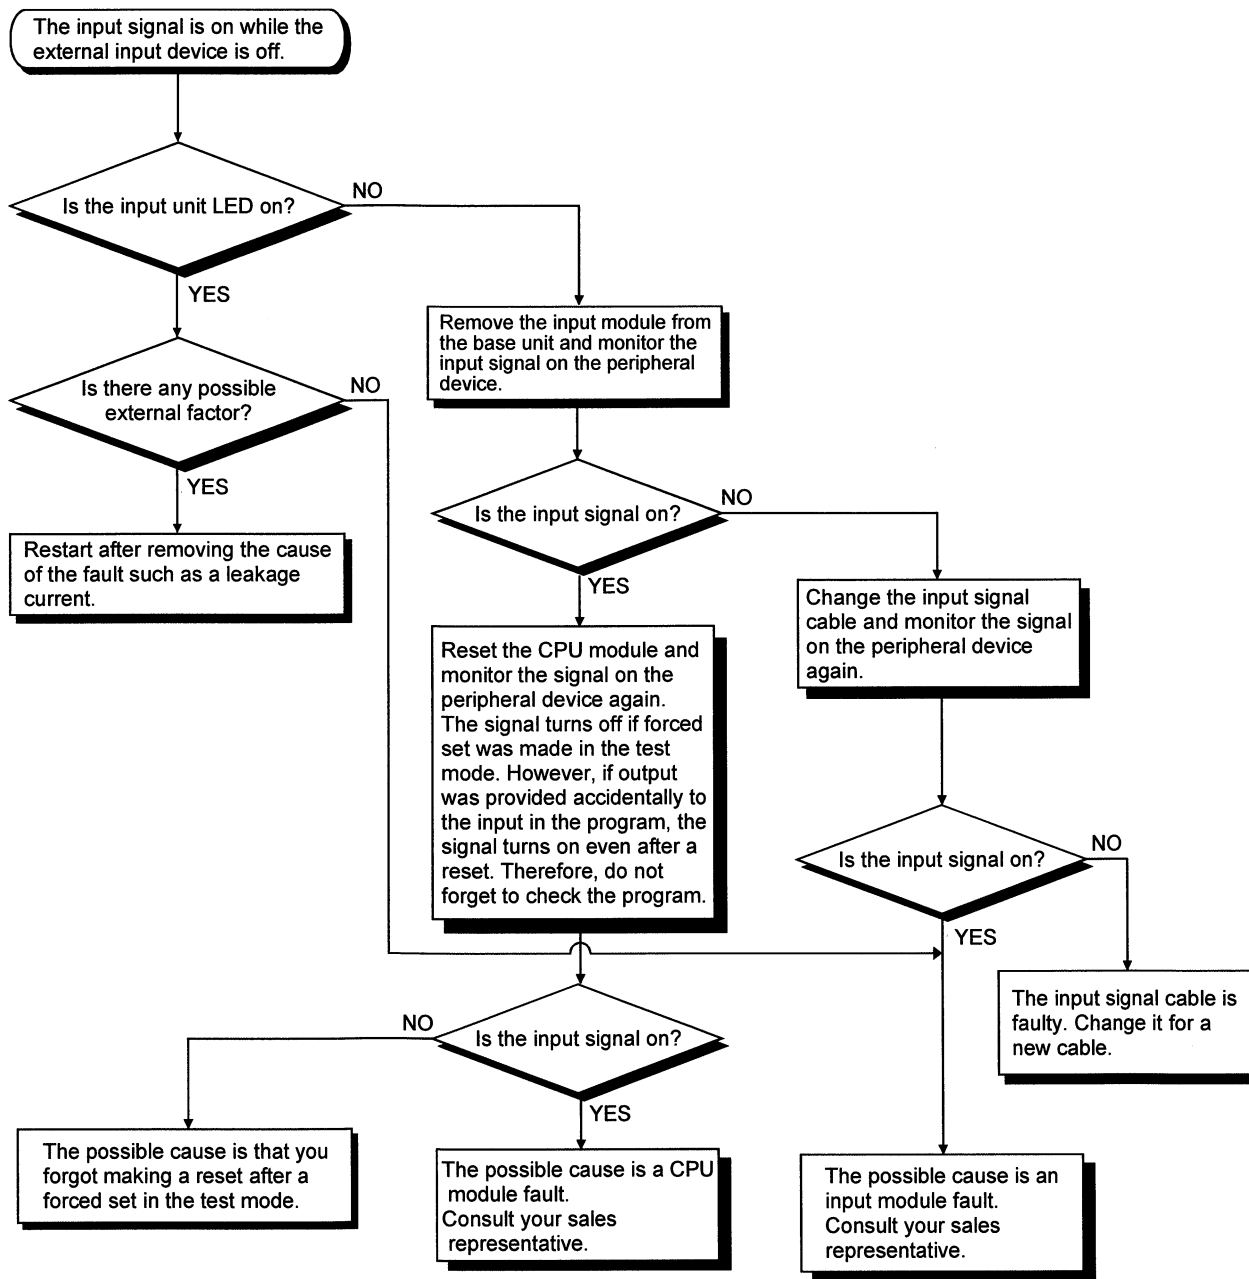 The input signal is on while the
external input device is off.
Is the input unit LED on?
NO
YES
Remove the input module from
the base unit and monitor the
input signal on the peripheral
device.
Is there any possible
external factor?
NO
YES
Restart after removing the cause
of the fault such as a leakage
current.
Is the input signal on?
NO
YES
Change the input signal
cable and monitor the signal
on the peripheral device
again.
Reset the CPU module and
monitor the signal on the
peripheral device again.
The signal turns off if forced
set was made in the test
mode. However, if output
was provided accidentally to
the input in the program, the
signal turns on even after a
reset. Therefore, do not
forget to check the program.
Is the input signal on?
NO
YES
The input signal cable is
faulty. Change it for a
new cable.
Is the input signal on?
NO
YES
The possible cause is that you
forgot making a reset after a
forced set in the test mode.
The possible cause is a CPU
module fault.
Consult your sales
representative.
The possible cause is an
input module fault.
Consult your sales
representative.